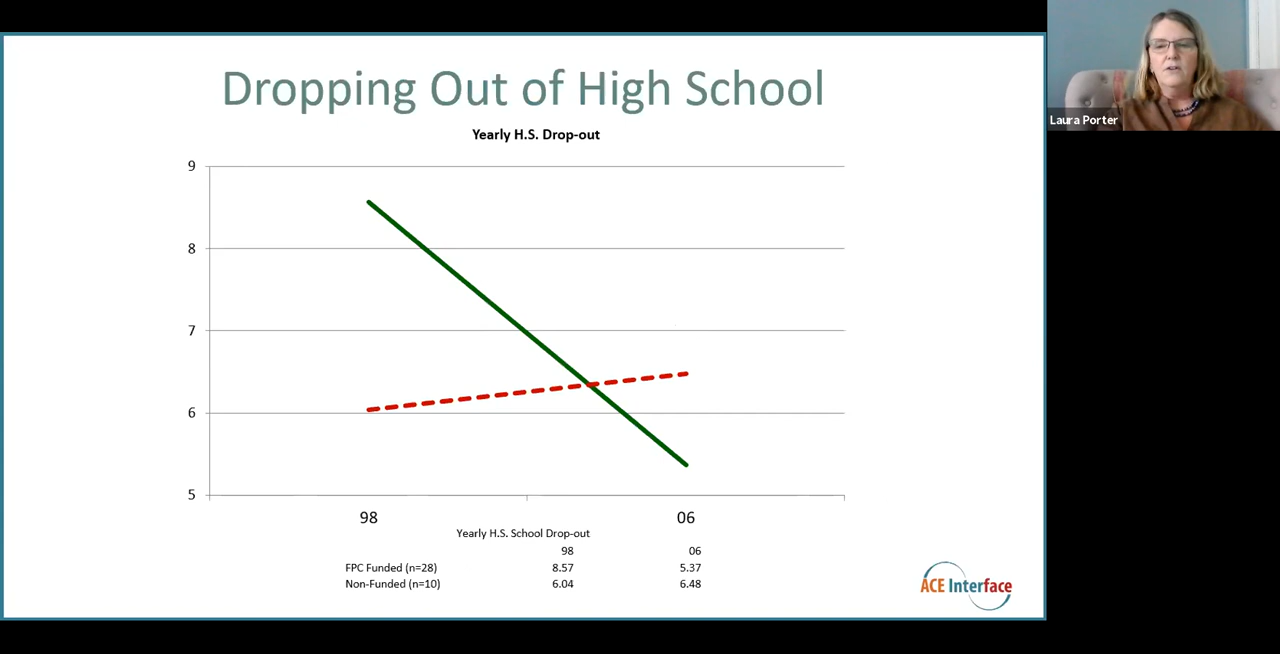 Dropping Out of High School
Yearly H.S. Drop-out
9
8
7
6
5
98 06
Yearly H.S. School Drop-out
98 06
FPC Funded (n=28) 8.57 5.37
Non-Funded (n=10) 6.04 6.48
ACE Interface
Laura Porter